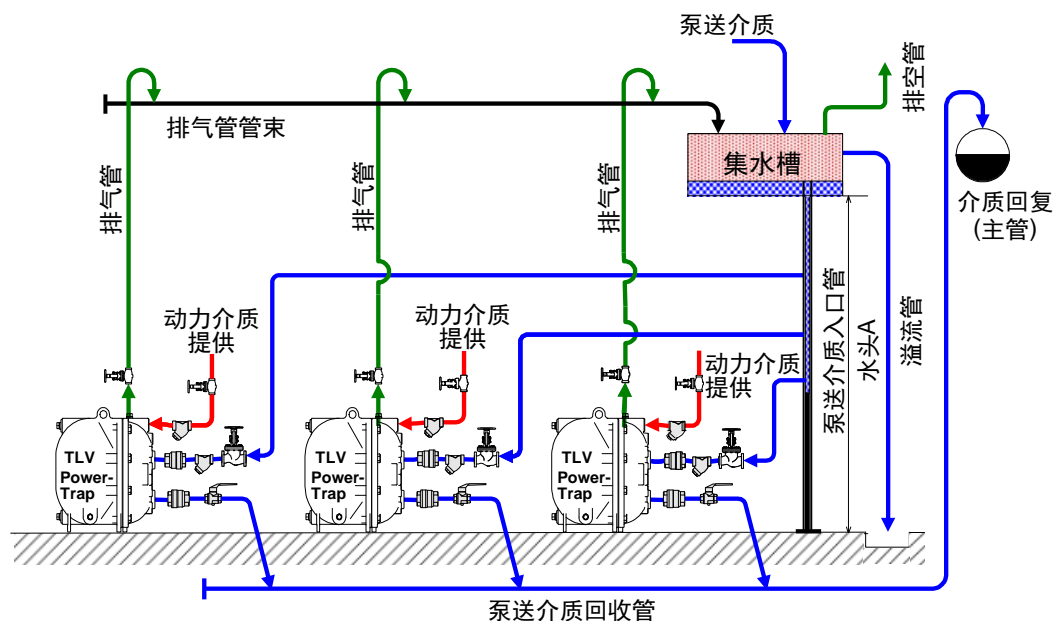 泵送介质
排空管
排气管管束
集水槽
介质回复
(主管)
排气管
排气管
排气管
动力介质
提供
动力介质
提供
动力介质
提供
泵送介质入口管
水头A
溢流管
TLV
Power-
Trap
TLV
Power-
Trap
TLV
Power-
Trap
泵送介质回收管